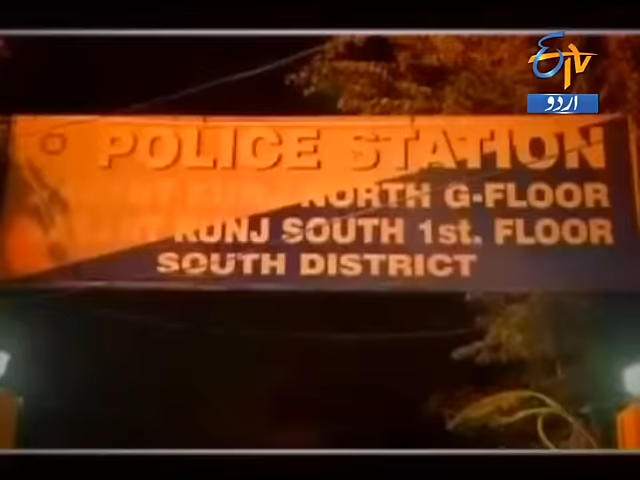 ETV
اردو
POLICE STATION
NORTH G-FLOOR
KUNJ SOUTH 1st. FLOOR
SOUTH DISTRICT